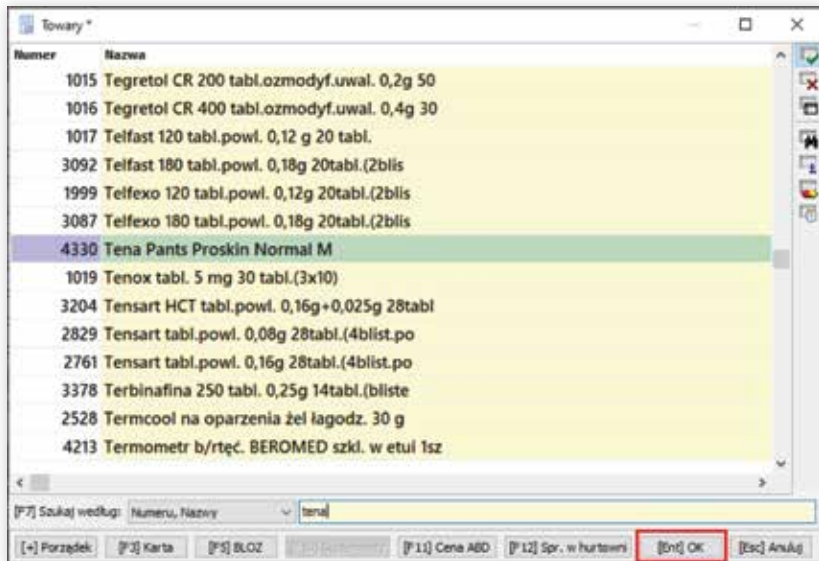 Towary *
Numer Nazwa
1015 Tegretol CR 200 tabl.ozmodyf.uwal. 0,2g 50
1016 Tegretol CR 400 tabl.ozmodyf.uwal. 0,4g 30
1017 Telfast 120 tabl.powl. 0,12 g 20 tabl.
3092 Telfast 180 tabl.powl. 0,18g 20tabl.(2blis
1999 Telfexo 120 tabl.powl. 0,12g 20tabl.(2blis
3087 Telfexo 180 tabl.powl. 0,18g 20tabl.(2blis
4330 Tena Pants Proskin Normal M
1019 Tenox tabl. 5 mg 30 tabl.(3x10)
3204 Tensart HCT tabl.powl. 0,16g+0,025g 28tabl
2829 Tensart tabl.powl. 0,08g 28tabl.(4blist.po
2761 Tensart tabl.powl. 0,16g 28tabl.(4blist.po
3378 Terbinafina 250 tabl. 0,25g 14tabl.(bliste
2528 Termcool na oparzenia żel łagodz. 30 g
4213 Termometr b/rtęć. BEROMED szkl. w etui 1sz
[F7] Szukaj według: Numeru, Nazwy tena
[+] Porządek [F3] Karta [F5] BLOZ [F11] Cena ABD [F12] Spr. w hurtowni [Ent] OK [Esc] Anuluj